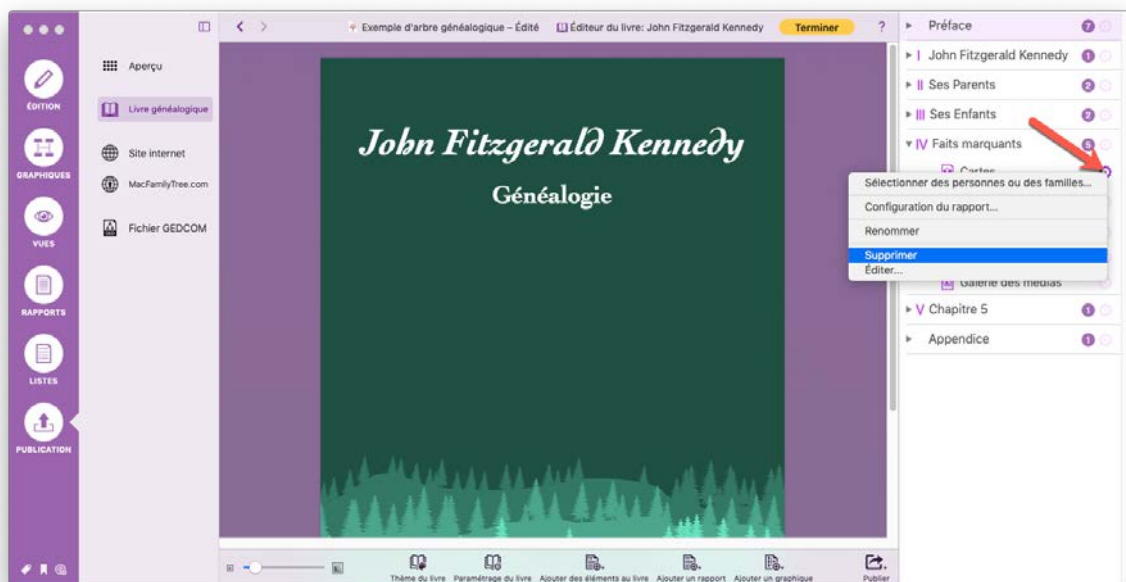 Exemple d'arbre généalogique – Édité
Éditeur du livre: John Fitzgerald Kennedy
Terminer
?
ÉDITION
GRAPHIQUES
VUES
RAPPORTS
LISTES
PUBLICATION
Aperçu
Livre généalogique
Site internet
MacFamilyTree.com
Fichier GEDCOM
John Fitzgerald Kennedy
Généalogie
Préface 7
I John Fitzgerald Kennedy 1
II Ses Parents 2
III Ses Enfants 2
IV Faits marquants 5
Cartes
Sélectionner des personnes ou des familles...
Configuration du rapport...
Renommer
Supprimer
Éditer...
Galerie des médias
V Chapitre 5 1
Appendice 1
Thème du livre
Paramétrage du livre
Ajouter des éléments au livre
Ajouter un rapport
Ajouter un graphique
Publier